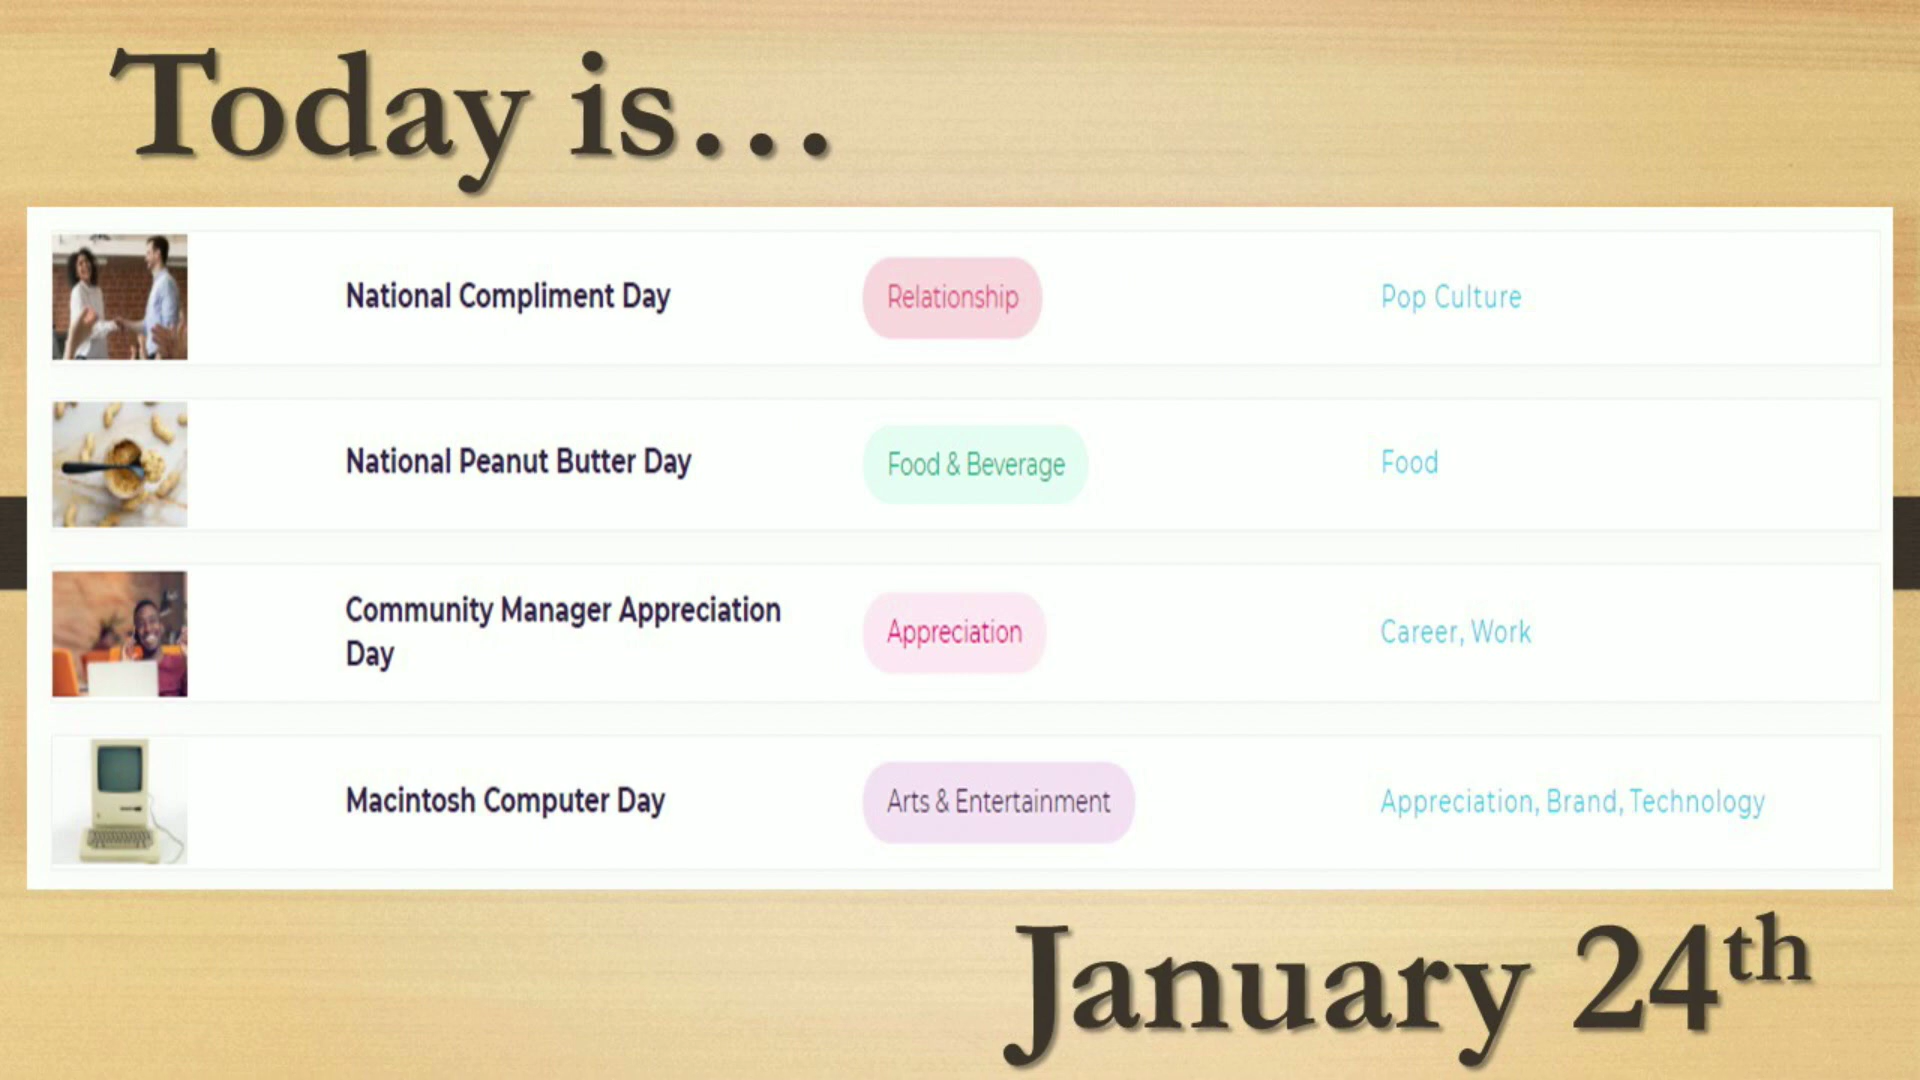 Today is...
National Compliment Day Relationship Pop Culture
National Peanut Butter Day Food & Beverage Food
Community Manager Appreciation
Day Appreciation Career, Work
Macintosh Computer Day Arts & Entertainment Appreciation, Brand, Technology
January 24th